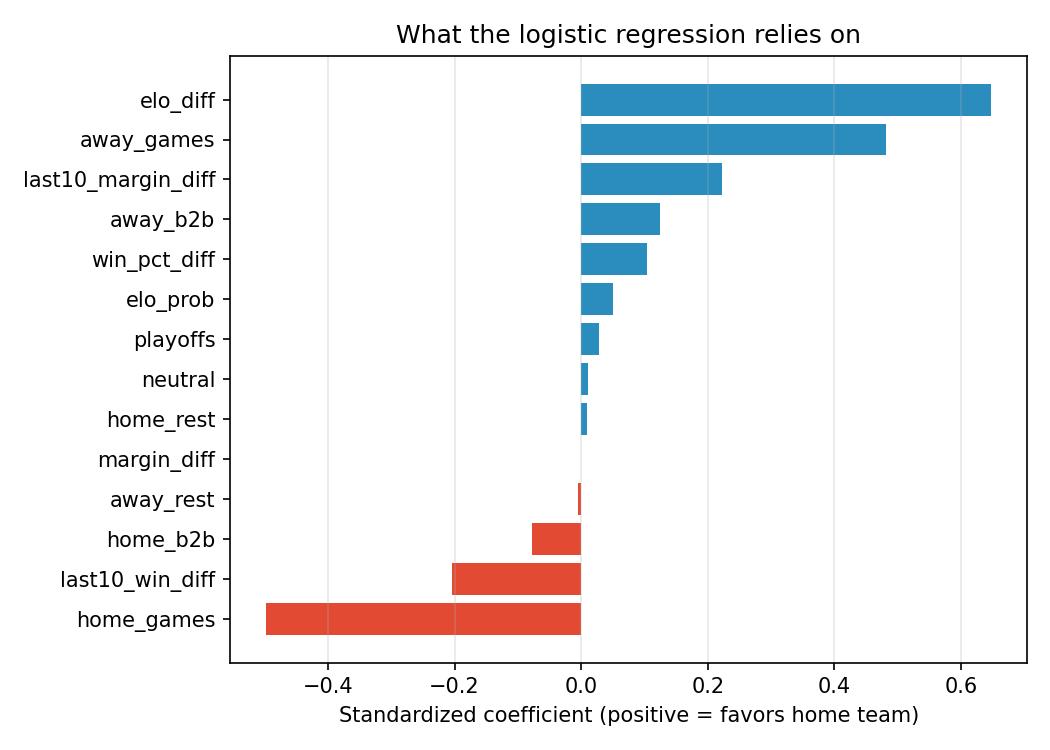 What the logistic regression relies on
elo_diff
away_games
last10_margin_diff
away_b2b
win_pct_diff
elo_prob
playoffs
neutral
home_rest
margin_diff
away_rest
home_b2b
last10_win_diff
home_games
−0.4 −0.2 0.0 0.2 0.4 0.6
Standardized coefficient (positive = favors home team)